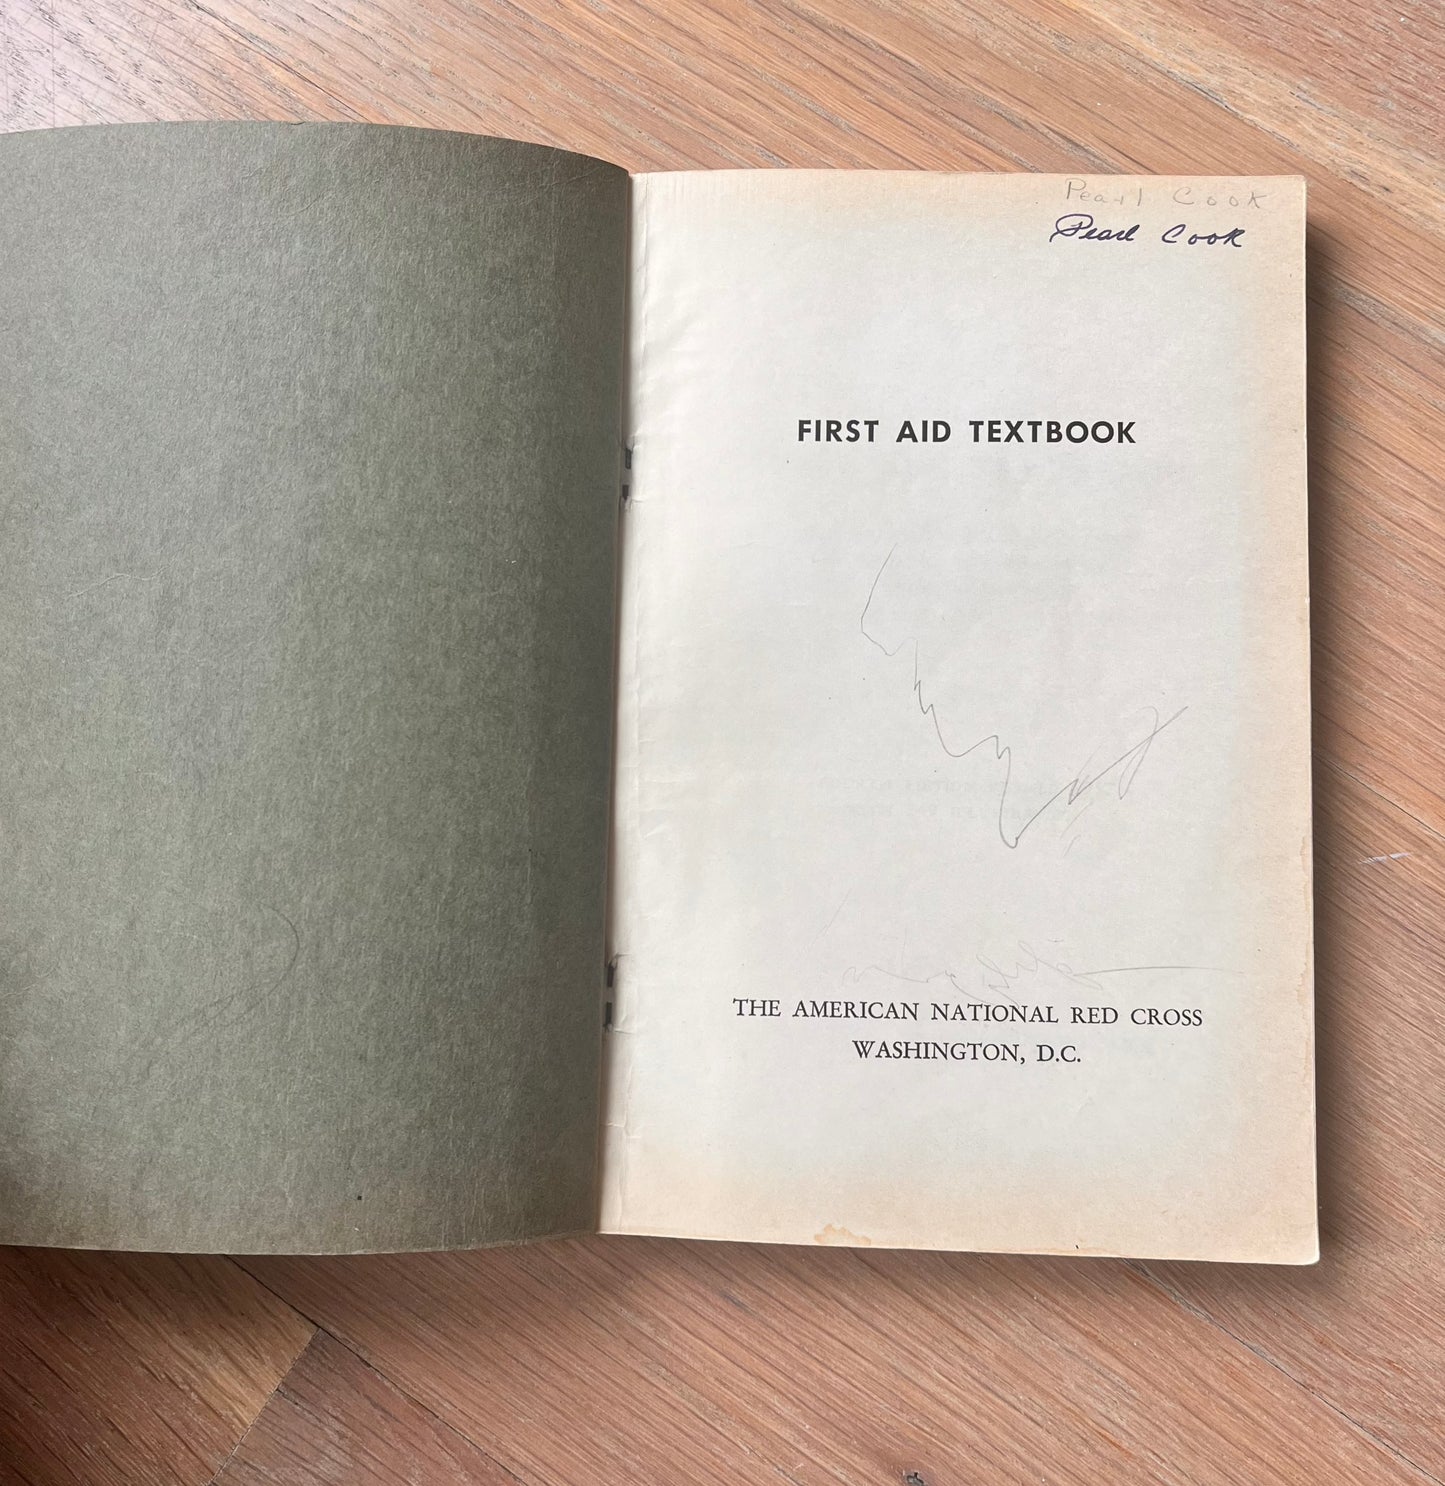 Pearl Cook
Pearl Cook
FIRST AID TEXTBOOK
THE AMERICAN NATIONAL RED CROSS
WASHINGTON, D.C.